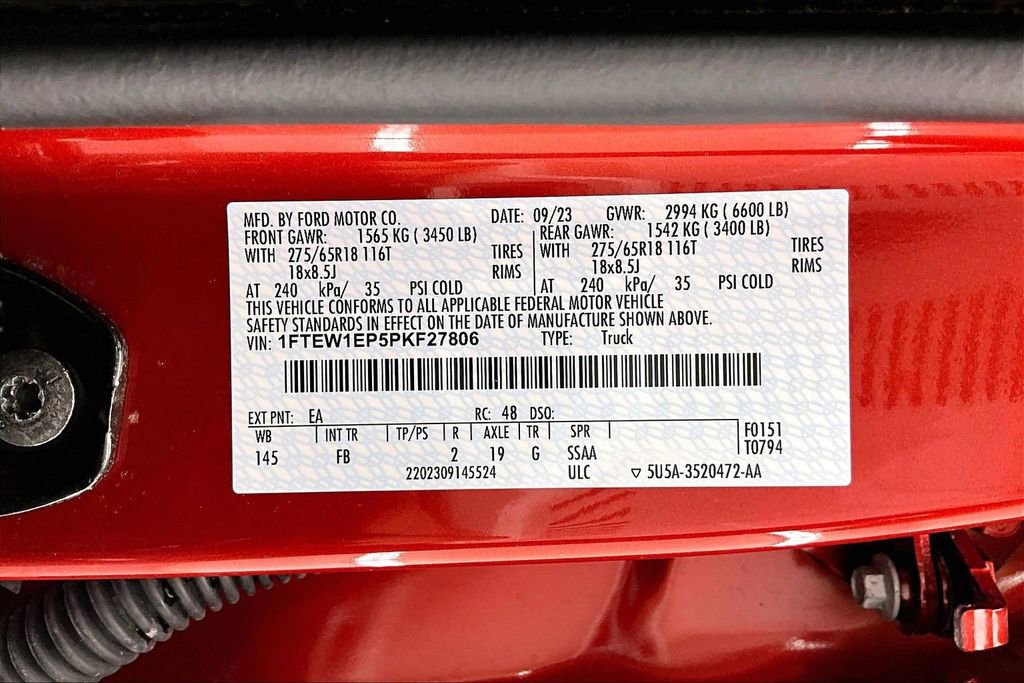 MFD. BY FORD MOTOR CO. DATE: 09/23 GVWR: 2994 KG ( 6600 LB)
FRONT GAWR: 1565 KG ( 3450 LB) REAR GAWR: 1542 KG ( 3400 LB)
WITH 275/65R18 116T TIRES WITH 275/65R18 116T TIRES
18x8.5J RIMS 18x8.5J RIMS
AT 240 kPa/ 35 PSI COLD AT 240 kPa/ 35 PSI COLD
THIS VEHICLE CONFORMS TO ALL APPLICABLE FEDERAL MOTOR VEHICLE
SAFETY STANDARDS IN EFFECT ON THE DATE OF MANUFACTURE SHOWN ABOVE.
VIN: 1FTEW1EP5PKF27806 TYPE: Truck
EXT PNT: EA RC: 48 DSO:
WB INT TR TP/PS R AXLE TR SPR F0151
145 FB 2 19 G SSAA T0794
2202309145524 ULC ▽ 5U5A-3520472-AA